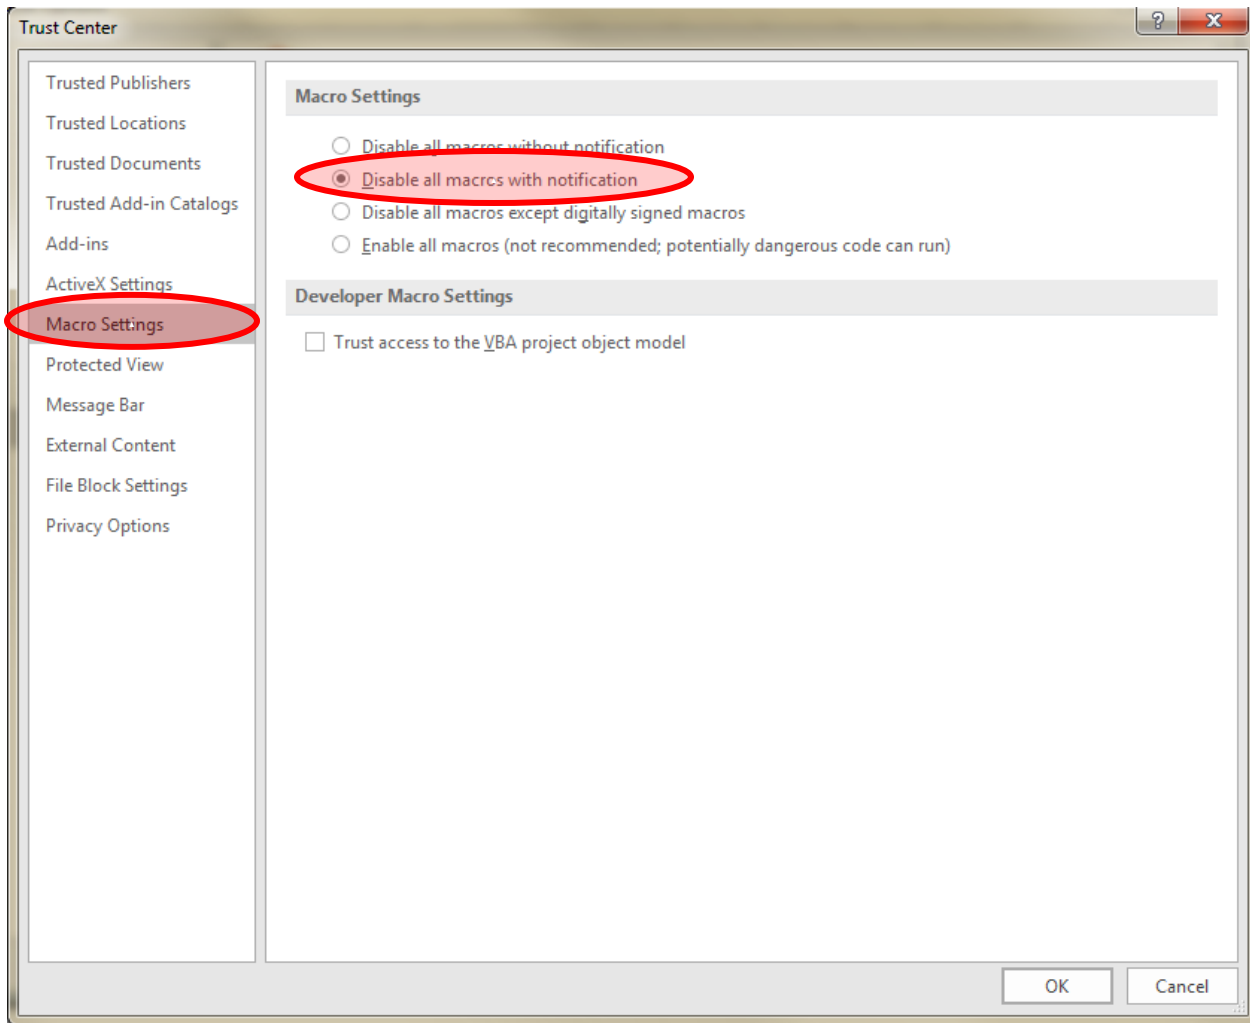 Trust Center
?
Trusted Publishers
Trusted Locations
Trusted Documents
Trusted Add-in Catalogs
Add-ins
ActiveX Settings
Macro Settings
Protected View
Message Bar
External Content
File Block Settings
Privacy Options
Macro Settings
Disable all macros without notification
Disable all macros with notification
Disable all macros except digitally signed macros
Enable all macros (not recommended; potentially dangerous code can run)
Developer Macro Settings
Trust access to the VBA project object model
OK
Cancel